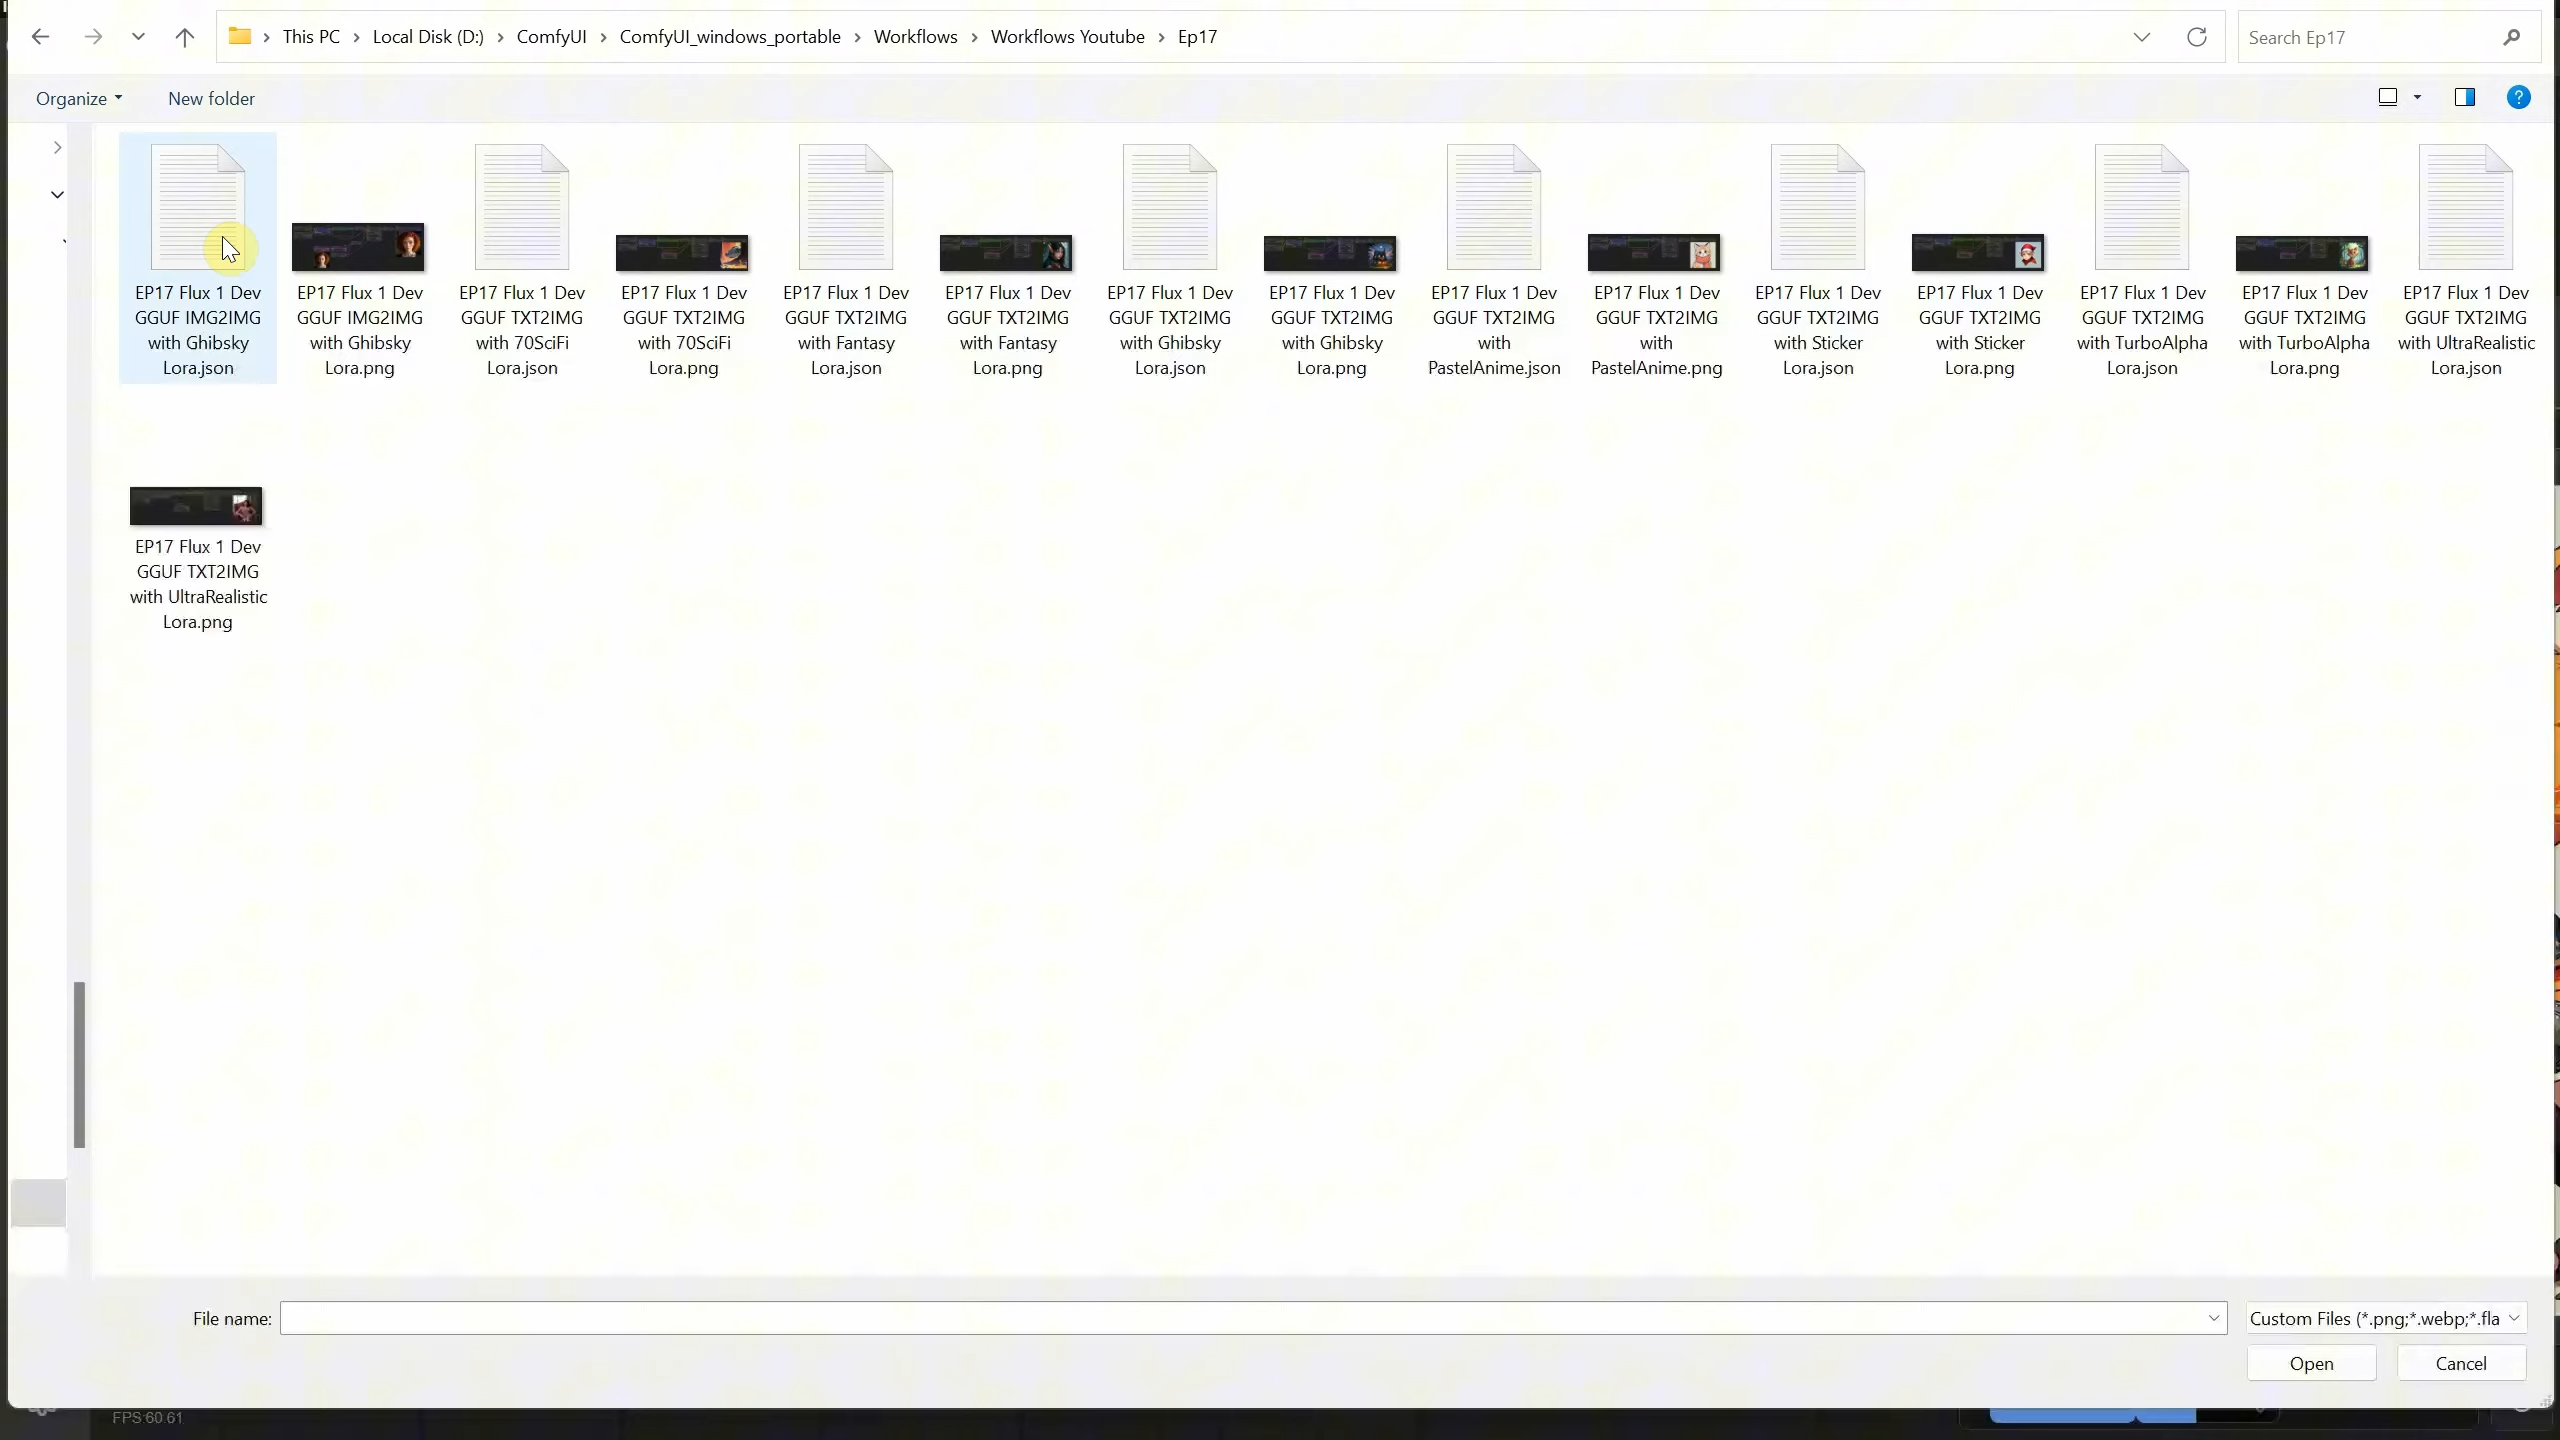 This PC > Local Disk (D:) > ComfyUI > ComfyUI_windows_portable > Workflows > Workflows Youtube > Ep17
Search Ep17
Organize
New folder
EP17 Flux 1 Dev
GGUF IMG2IMG
with Ghibsky
Lora.json
EP17 Flux 1 Dev
GGUF IMG2IMG
with Ghibsky
Lora.png
EP17 Flux 1 Dev
GGUF TXT2IMG
with 70SciFi
Lora.json
EP17 Flux 1 Dev
GGUF TXT2IMG
with 70SciFi
Lora.png
EP17 Flux 1 Dev
GGUF TXT2IMG
with Fantasy
Lora.json
EP17 Flux 1 Dev
GGUF TXT2IMG
with Fantasy
Lora.png
EP17 Flux 1 Dev
GGUF TXT2IMG
with Ghibsky
Lora.json
EP17 Flux 1 Dev
GGUF TXT2IMG
with Ghibsky
Lora.png
EP17 Flux 1 Dev
GGUF TXT2IMG
with
PastelAnime.json
EP17 Flux 1 Dev
GGUF TXT2IMG
with
PastelAnime.png
EP17 Flux 1 Dev
GGUF TXT2IMG
with Sticker
Lora.json
EP17 Flux 1 Dev
GGUF TXT2IMG
with Sticker
Lora.png
EP17 Flux 1 Dev
GGUF TXT2IMG
with TurboAlpha
Lora.json
EP17 Flux 1 Dev
GGUF TXT2IMG
with TurboAlpha
Lora.png
EP17 Flux 1 Dev
GGUF TXT2IMG
with UltraRealistic
Lora.json
EP17 Flux 1 Dev
GGUF TXT2IMG
with UltraRealistic
Lora.png
File name:
Custom Files (*.png;*.webp;*.fla
Open
Cancel
FPS:60.61